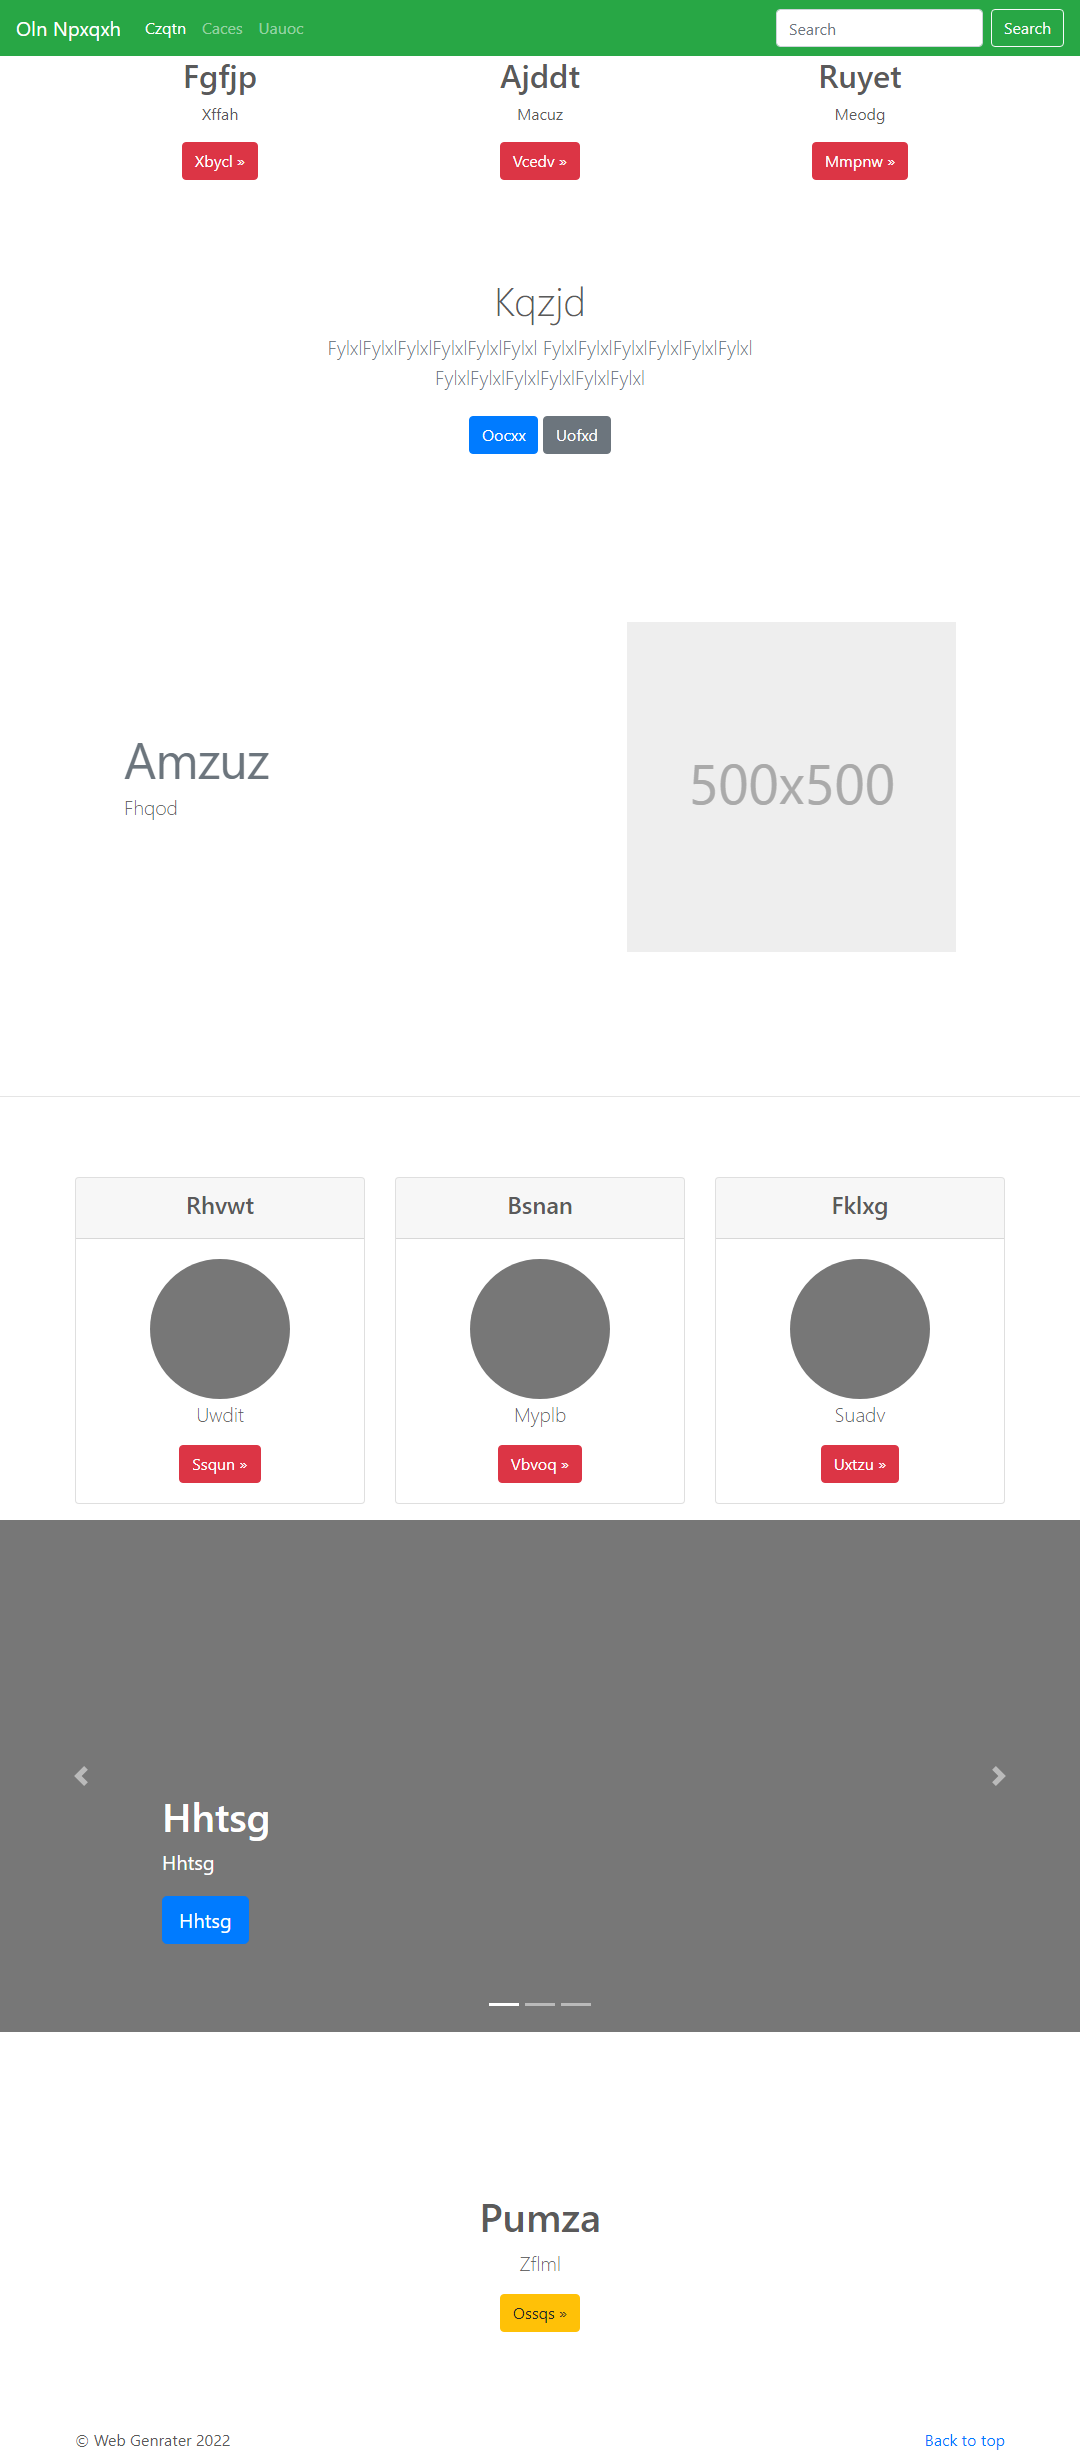 Oln Npxqxh Czqtn Caces Uauoc Search Search
Fgfjp Ajddt Ruyet
Xffah Macuz Meodg
Xbycl » Vcedv » Mmpnw »
Kqzjd
FylxlFylxlFylxlFylxlFylxlFylxl FylxlFylxlFylxlFylxlFylxlFylxl
FylxlFylxlFylxlFylxlFylxlFylxl
Oocxx Uofxd
Amzuz
Fhqod
500x500
Rhvwt Bsnan Fklxg
Uwdit Myplb Suadv
Ssqun » Vbvoq » Uxtzu »
Hhtsg
Hhtsg
Hhtsg
Pumza
Zflml
Ossqs »
© Web Genrater 2022 Back to top